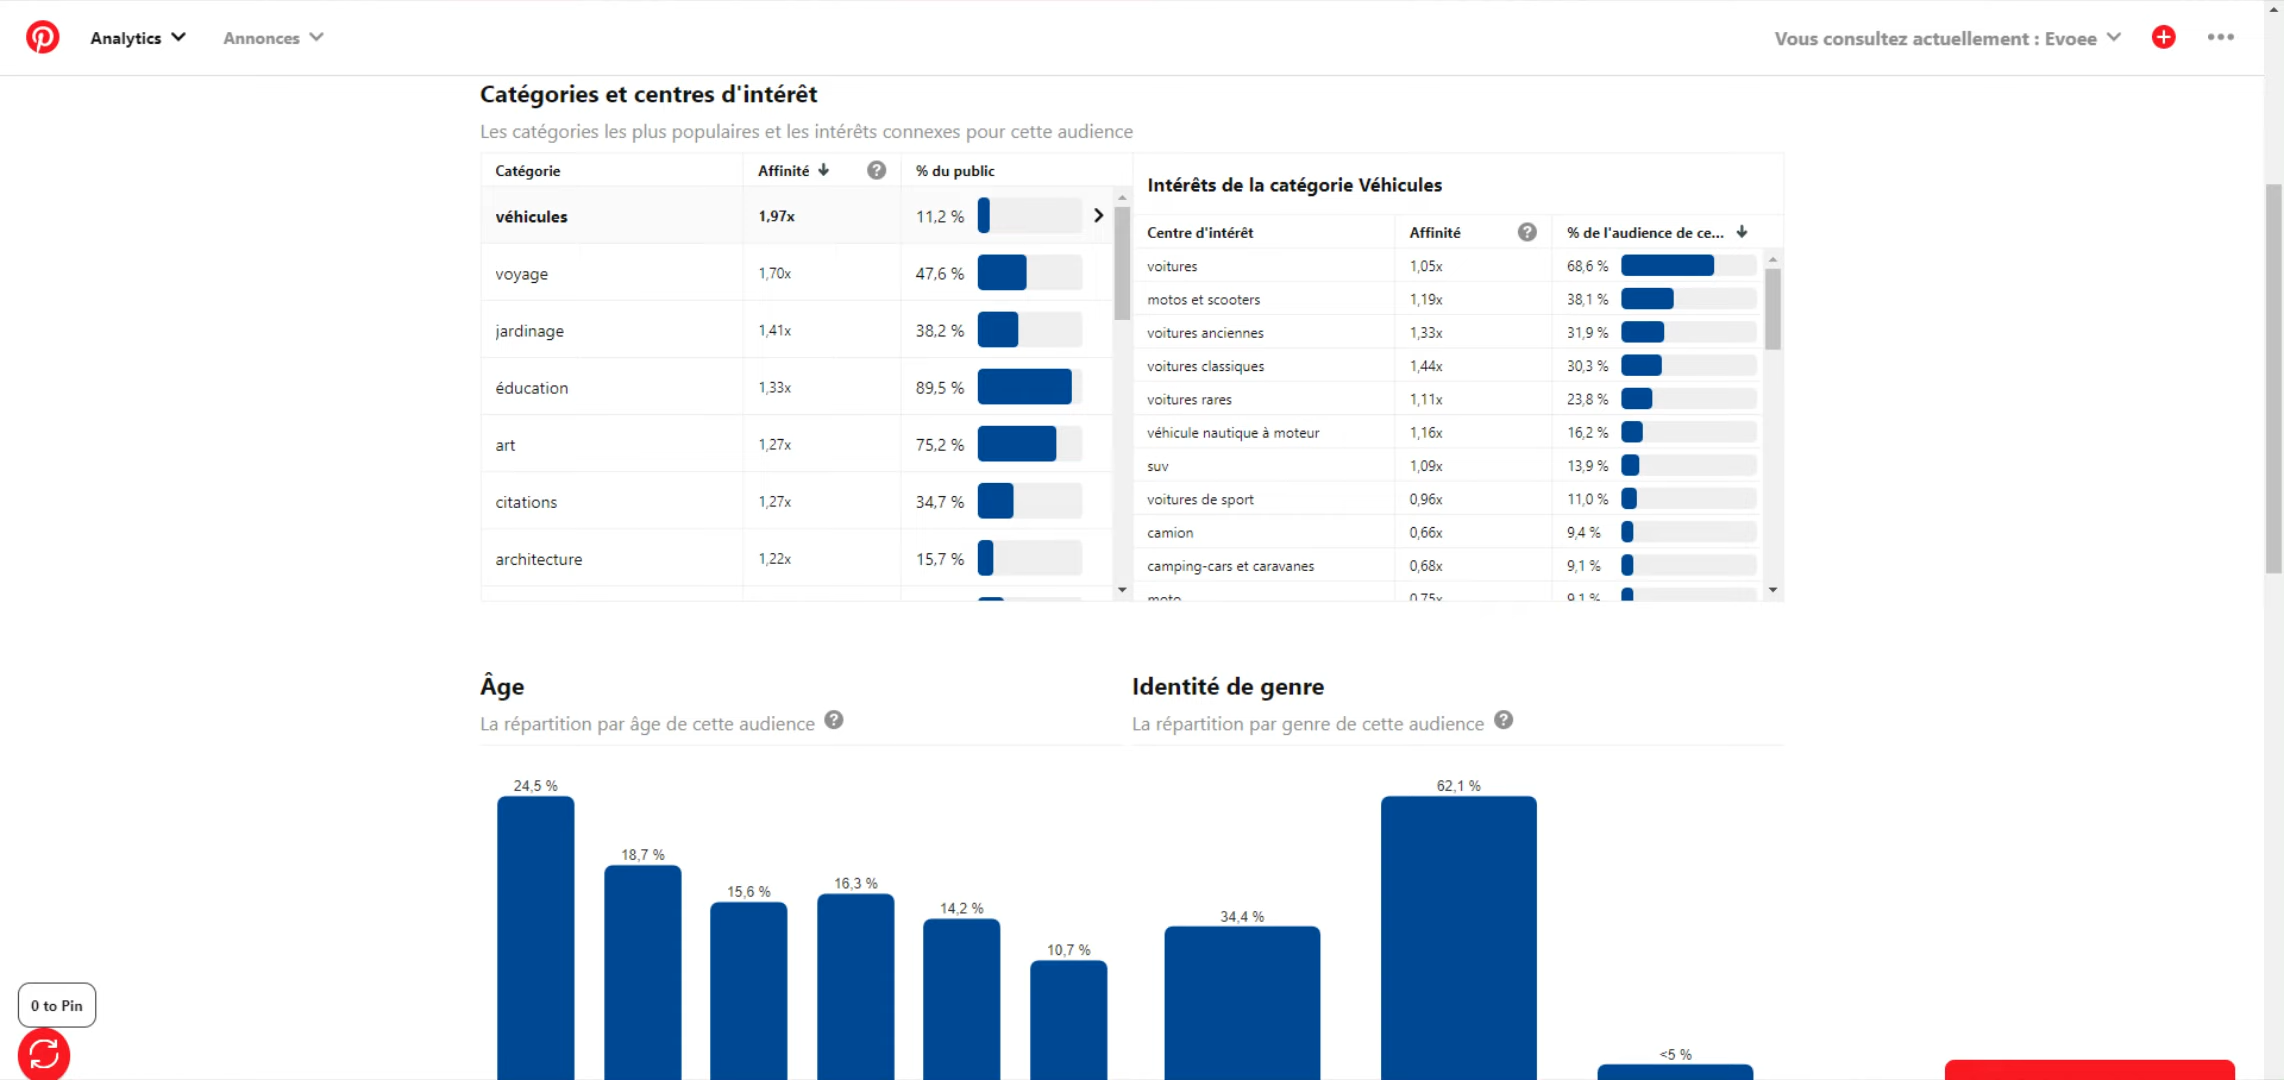 Analytics
Annonces
Vous consultez actuellement : Evoee
Catégories et centres d'intérêt
Les catégories les plus populaires et les intérêts connexes pour cette audience
Catégorie Affinité % du public
véhicules 1,97x 11,2 %
voyage 1,70x 47,6 %
jardinage 1,41x 38,2 %
éducation 1,33x 89,5 %
art 1,27x 75,2 %
citations 1,27x 34,7 %
architecture 1,22x 15,7 %
Intérêts de la catégorie Véhicules
Centre d'intérêt Affinité % de l'audience de ce...
voitures 1,05x 68,6 %
motos et scooters 1,19x 38,1 %
voitures anciennes 1,33x 31,9 %
voitures classiques 1,44x 30,3 %
voitures rares 1,11x 23,8 %
véhicule nautique à moteur 1,16x 16,2 %
suv 1,09x 13,9 %
voitures de sport 0,96x 11,0 %
camion 0,66x 9,4 %
camping-cars et caravanes 0,68x 9,1 %
moto 0,75x 9,1 %
Âge
La répartition par âge de cette audience
24,5 %
18,7 %
15,6 %
16,3 %
14,2 %
10,7 %
Identité de genre
La répartition par genre de cette audience
34,4 %
62,1 %
<5 %
0 to Pin